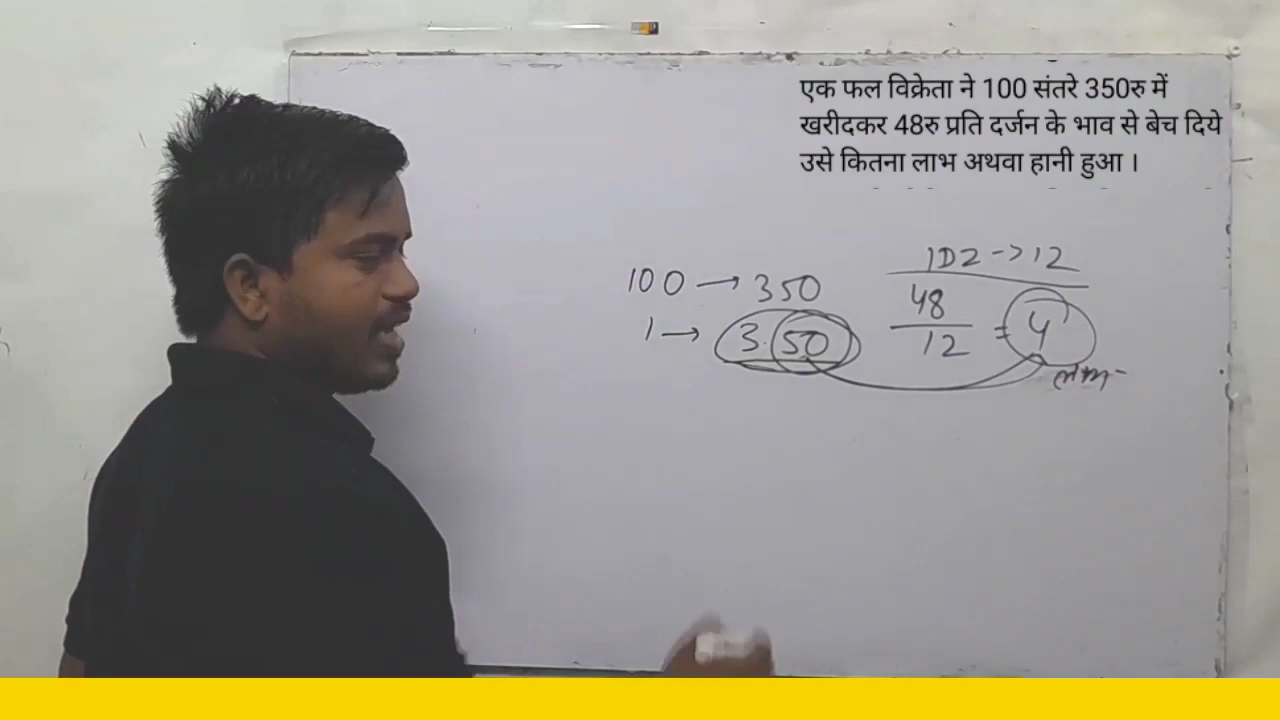 एक फल विक्रेता ने 100 संतरे 350रु में
खरीदकर 48रु प्रति दर्जन के भाव से बेच दिये
उसे कितना लाभ अथवा हानी हुआ ।
1DZ -> 12
100 → 350
48
1 → 3.50
12 = 4
लाभ